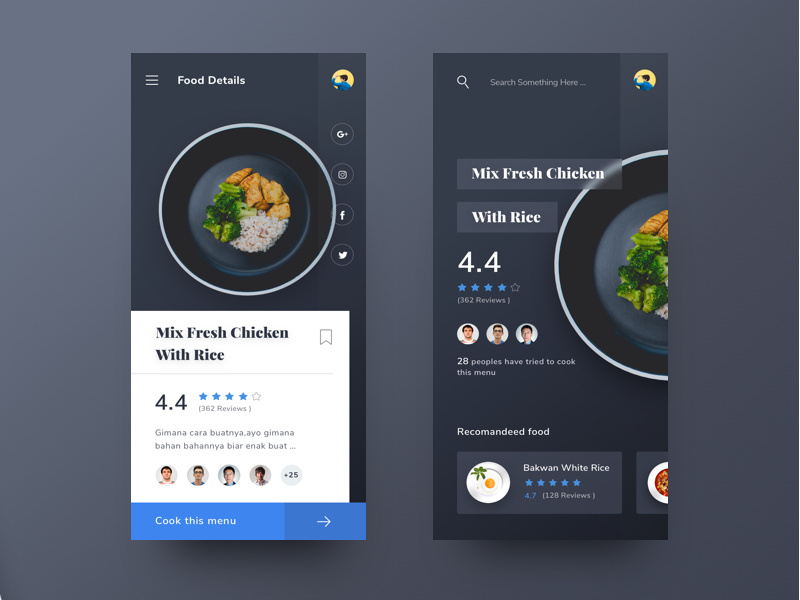 Food Details
G+
Mix Fresh Chicken
With Rice
4.4
(362 Reviews )
Gimana cara buatnya,ayo gimana
bahan bahannya biar enak buat ...
+25
Cook this menu
Search Something Here ...
Mix Fresh Chicken
With Rice
4.4
(362 Reviews )
28 peoples have tried to cook
this menu
Recomandeed food
Bakwan White Rice
4.7 (128 Reviews )